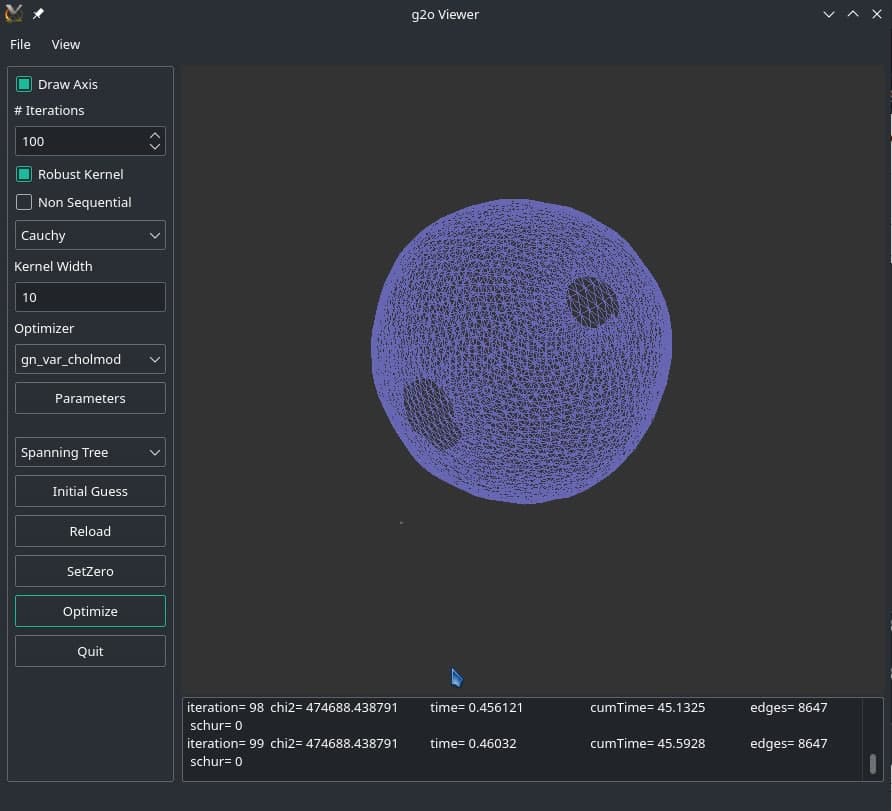 g2o Viewer
File View
Draw Axis
# Iterations
100
Robust Kernel
Non Sequential
Cauchy
Kernel Width
10
Optimizer
gn_var_cholmod
Parameters
Spanning Tree
Initial Guess
Reload
SetZero
Optimize
Quit
iteration= 98 chi2= 474688.438791 time= 0.456121 cumTime= 45.1325 edges= 8647
schur= 0
iteration= 99 chi2= 474688.438791 time= 0.46032 cumTime= 45.5928 edges= 8647
schur= 0